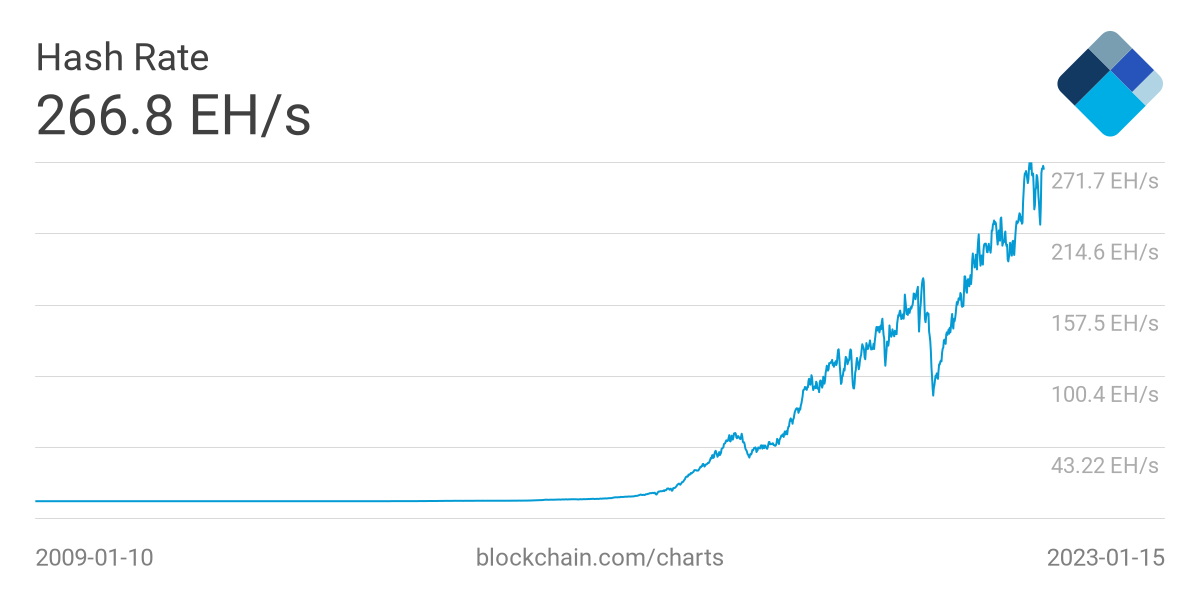 Hash Rate
266.8 EH/s
271.7 EH/s
214.6 EH/s
157.5 EH/s
100.4 EH/s
43.22 EH/s
2009-01-10 blockchain.com/charts 2023-01-15